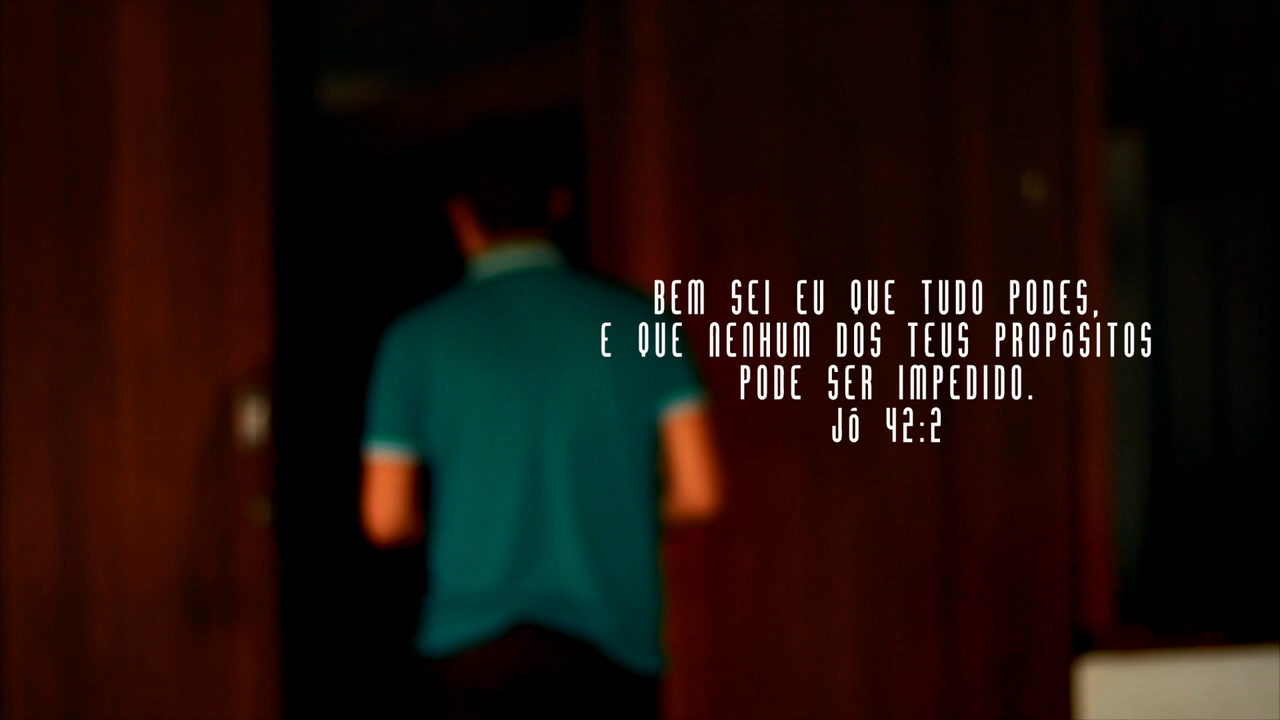 BEM SEI EU QUE TUDO PODES,
E QUE NENHUM DOS TEUS PROPÓSITOS
PODE SER IMPEDIDO.
JÓ 42:2